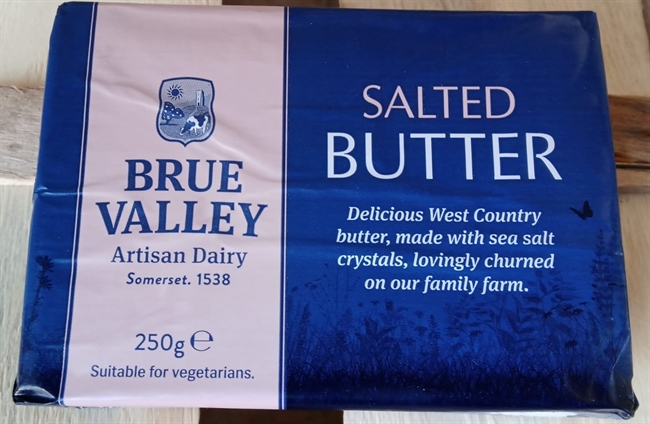 BRUE
VALLEY
Artisan Dairy
Somerset. 1538
250g ℮
Suitable for vegetarians.
SALTED
BUTTER
Delicious West Country
butter, made with sea salt
crystals, lovingly churned
on our family farm.